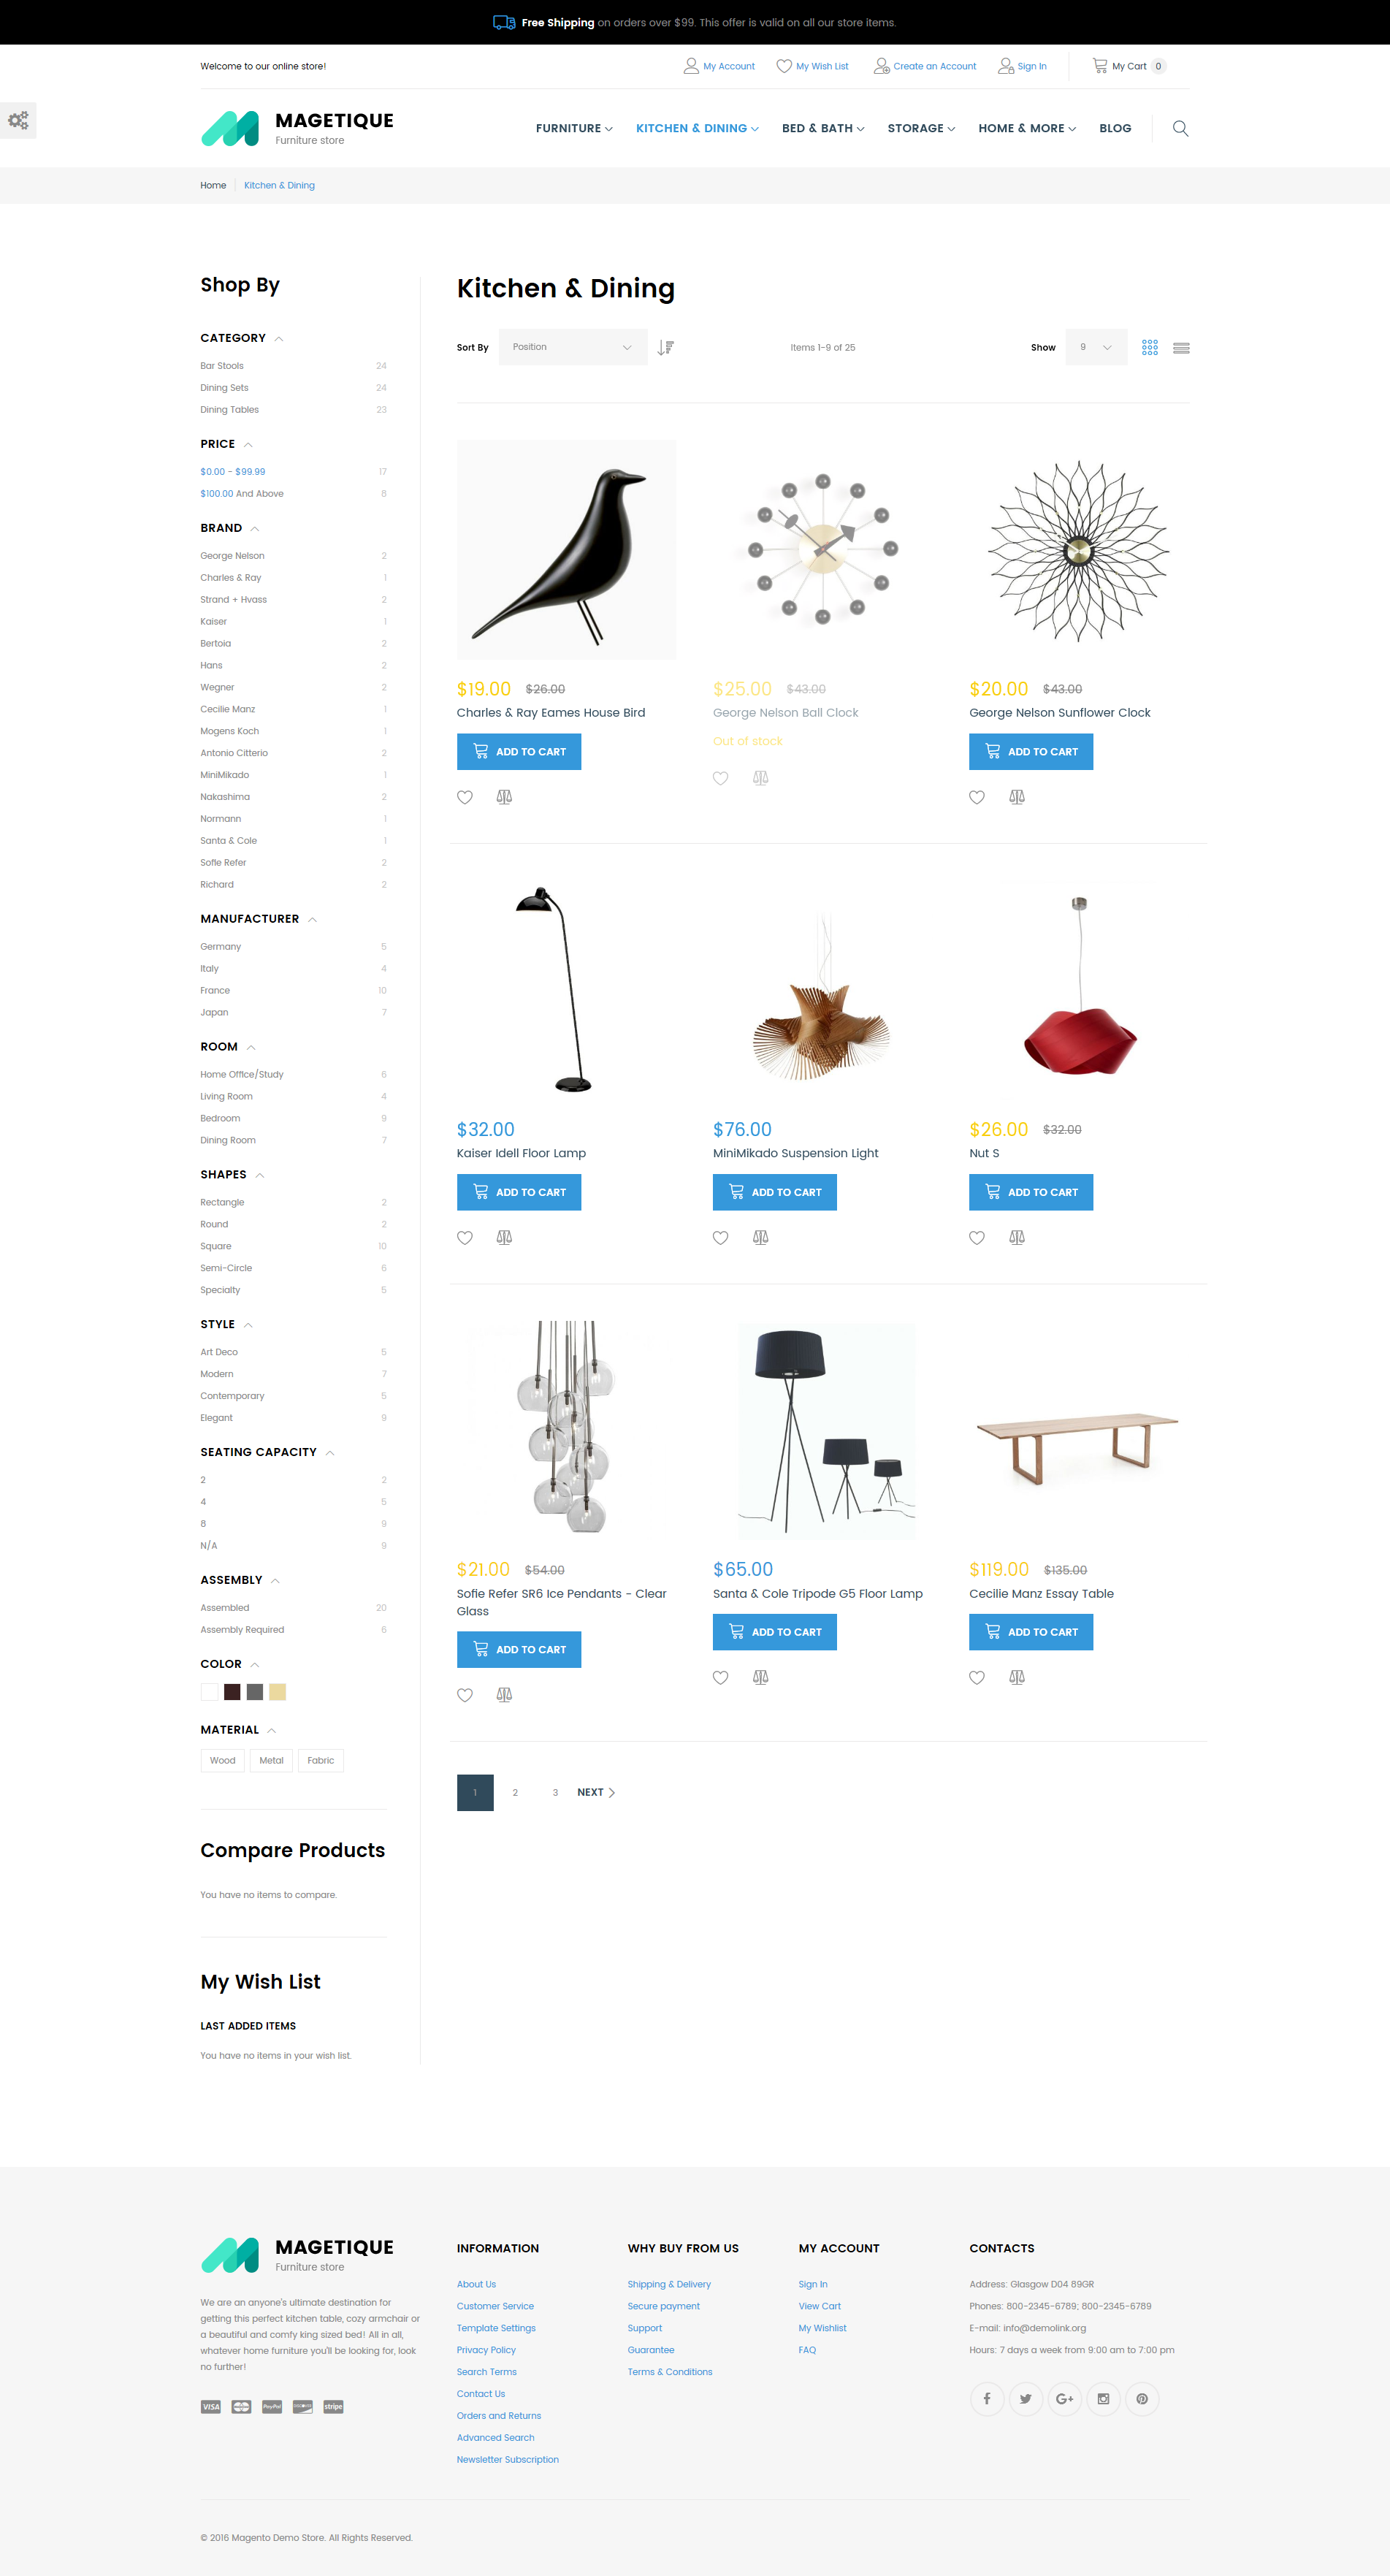 Free Shipping on orders over $99. This offer is valid on all our store items.
Welcome to our online store!
My Account
My Wish List
Create an Account
Sign In
My Cart 0
MAGETIQUE
Furniture store
FURNITURE
KITCHEN & DINING
BED & BATH
STORAGE
HOME & MORE
BLOG
Home
Kitchen & Dining
Shop By
CATEGORY
Bar Stools 24
Dining Sets 24
Dining Tables 23
PRICE
$0.00 - $99.99 17
$100.00 And Above 8
BRAND
George Nelson 2
Charles & Ray 1
Strand + Hvass 2
Kaiser 1
Bertoia 2
Hans 2
Wegner 2
Cecilie Manz 1
Mogens Koch 1
Antonio Citterio 2
MiniMikado 1
Nakashima 2
Normann 1
Santa & Cole 1
Sofie Refer 2
Richard 2
MANUFACTURER
Germany 5
Italy 4
France 10
Japan 7
ROOM
Home Office/Study 6
Living Room 4
Bedroom 9
Dining Room 7
SHAPES
Rectangle 2
Round 2
Square 10
Semi-Circle 6
Specialty 5
STYLE
Art Deco 5
Modern 7
Contemporary 5
Elegant 9
SEATING CAPACITY
2 2
4 5
8 9
N/A 9
ASSEMBLY
Assembled 20
Assembly Required 6
COLOR
MATERIAL
Wood
Metal
Fabric
Compare Products
You have no items to compare.
My Wish List
LAST ADDED ITEMS
You have no items in your wish list.
Kitchen & Dining
Sort By
Position
Items 1-9 of 25
Show
9
$19.00 $26.00
Charles & Ray Eames House Bird
ADD TO CART
$25.00 $43.00
George Nelson Ball Clock
Out of stock
$20.00 $43.00
George Nelson Sunflower Clock
ADD TO CART
$32.00
Kaiser Idell Floor Lamp
ADD TO CART
$76.00
MiniMikado Suspension Light
ADD TO CART
$26.00 $32.00
Nut S
ADD TO CART
$21.00 $54.00
Sofie Refer SR6 Ice Pendants - Clear
Glass
ADD TO CART
$65.00
Santa & Cole Tripode G5 Floor Lamp
ADD TO CART
$119.00 $135.00
Cecilie Manz Essay Table
ADD TO CART
1
2
3
NEXT
MAGETIQUE
Furniture store
We are an anyone's ultimate destination for
getting this perfect kitchen table, cozy armchair or
a beautiful and comfy king sized bed! All in all,
whatever home furniture you'll be looking for, look
no further!
VISA
PayPal
stripe
INFORMATION
About Us
Customer Service
Template Settings
Privacy Policy
Search Terms
Contact Us
Orders and Returns
Advanced Search
Newsletter Subscription
WHY BUY FROM US
Shipping & Delivery
Secure payment
Support
Guarantee
Terms & Conditions
MY ACCOUNT
Sign In
View Cart
My Wishlist
FAQ
CONTACTS
Address: Glasgow D04 89GR
Phones: 800-2345-6789; 800-2345-6789
E-mail: info@demolink.org
Hours: 7 days a week from 9:00 am to 7:00 pm
© 2016 Magento Demo Store. All Rights Reserved.